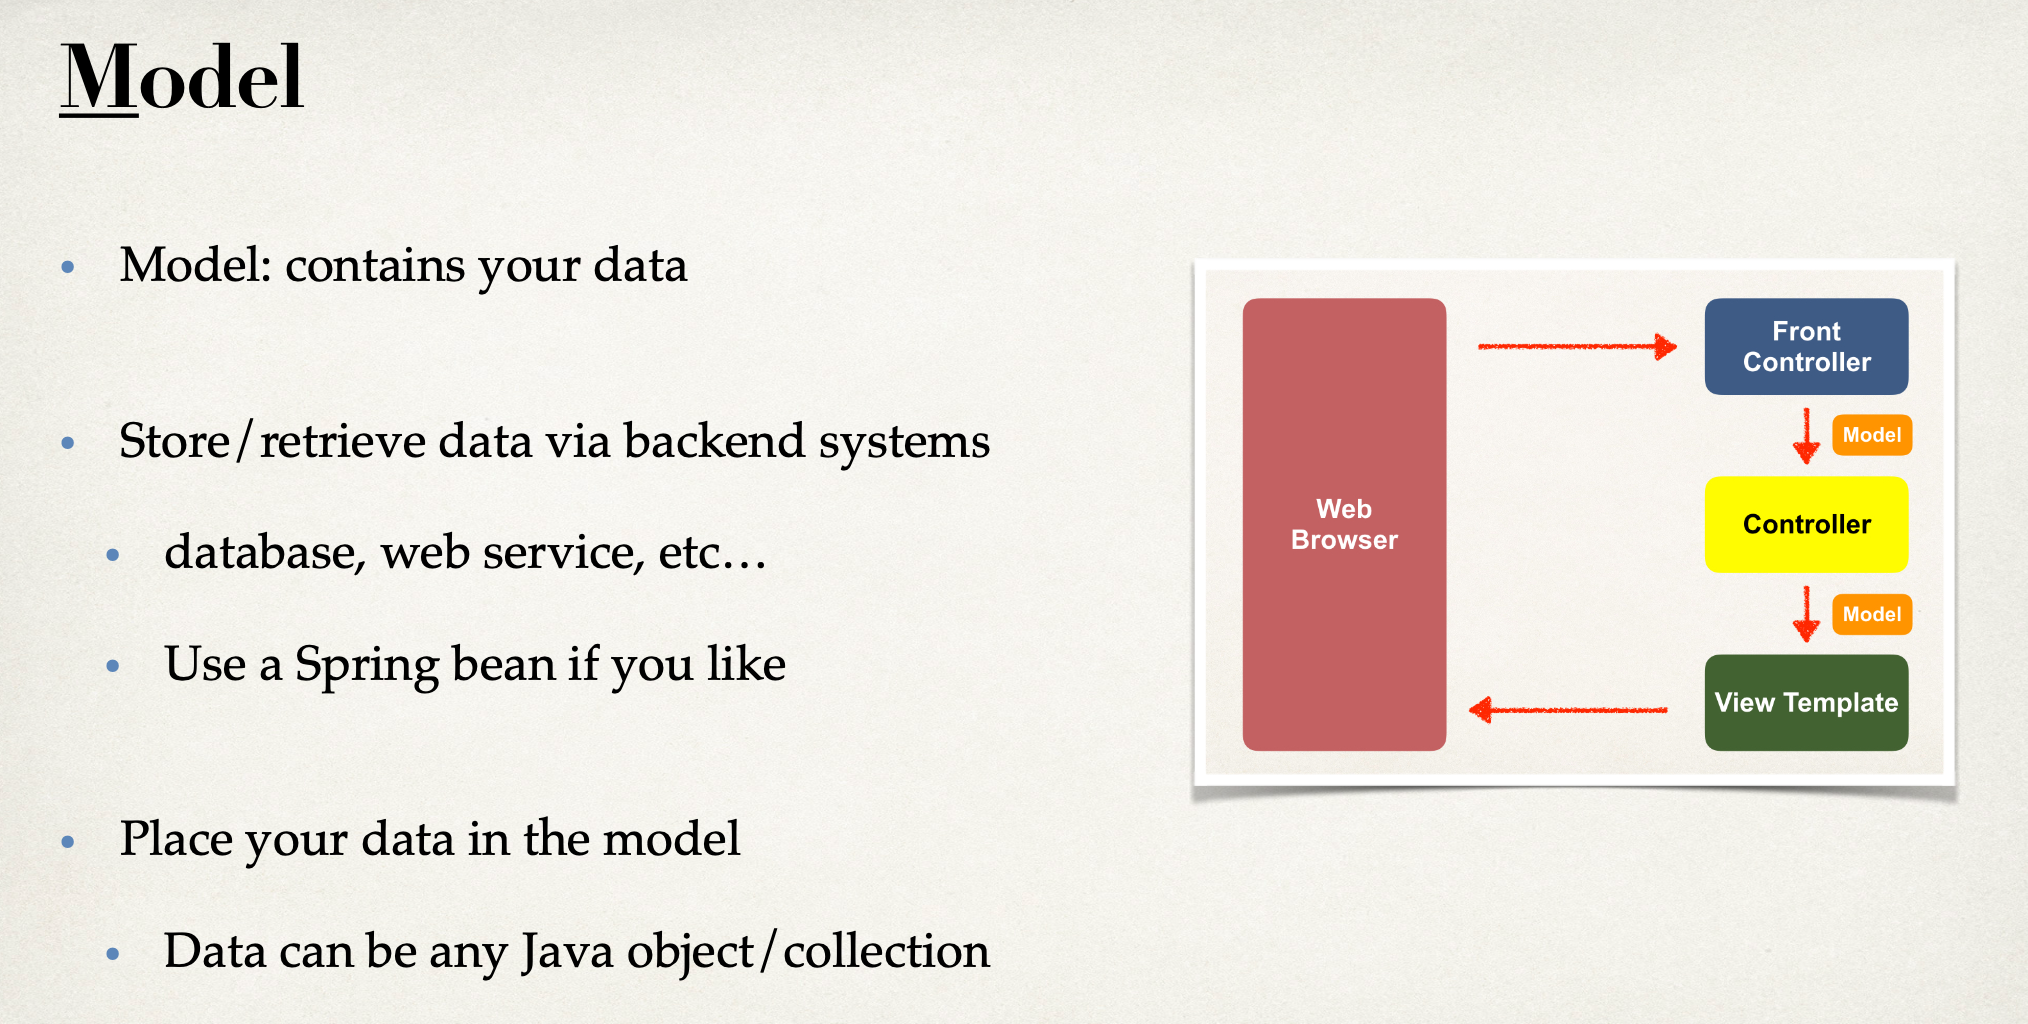 Model
• Model: contains your data
• Store/retrieve data via backend systems
• database, web service, etc…
• Use a Spring bean if you like
• Place your data in the model
• Data can be any Java object/collection
Web
Browser
Front
Controller
Model
Controller
Model
View Template